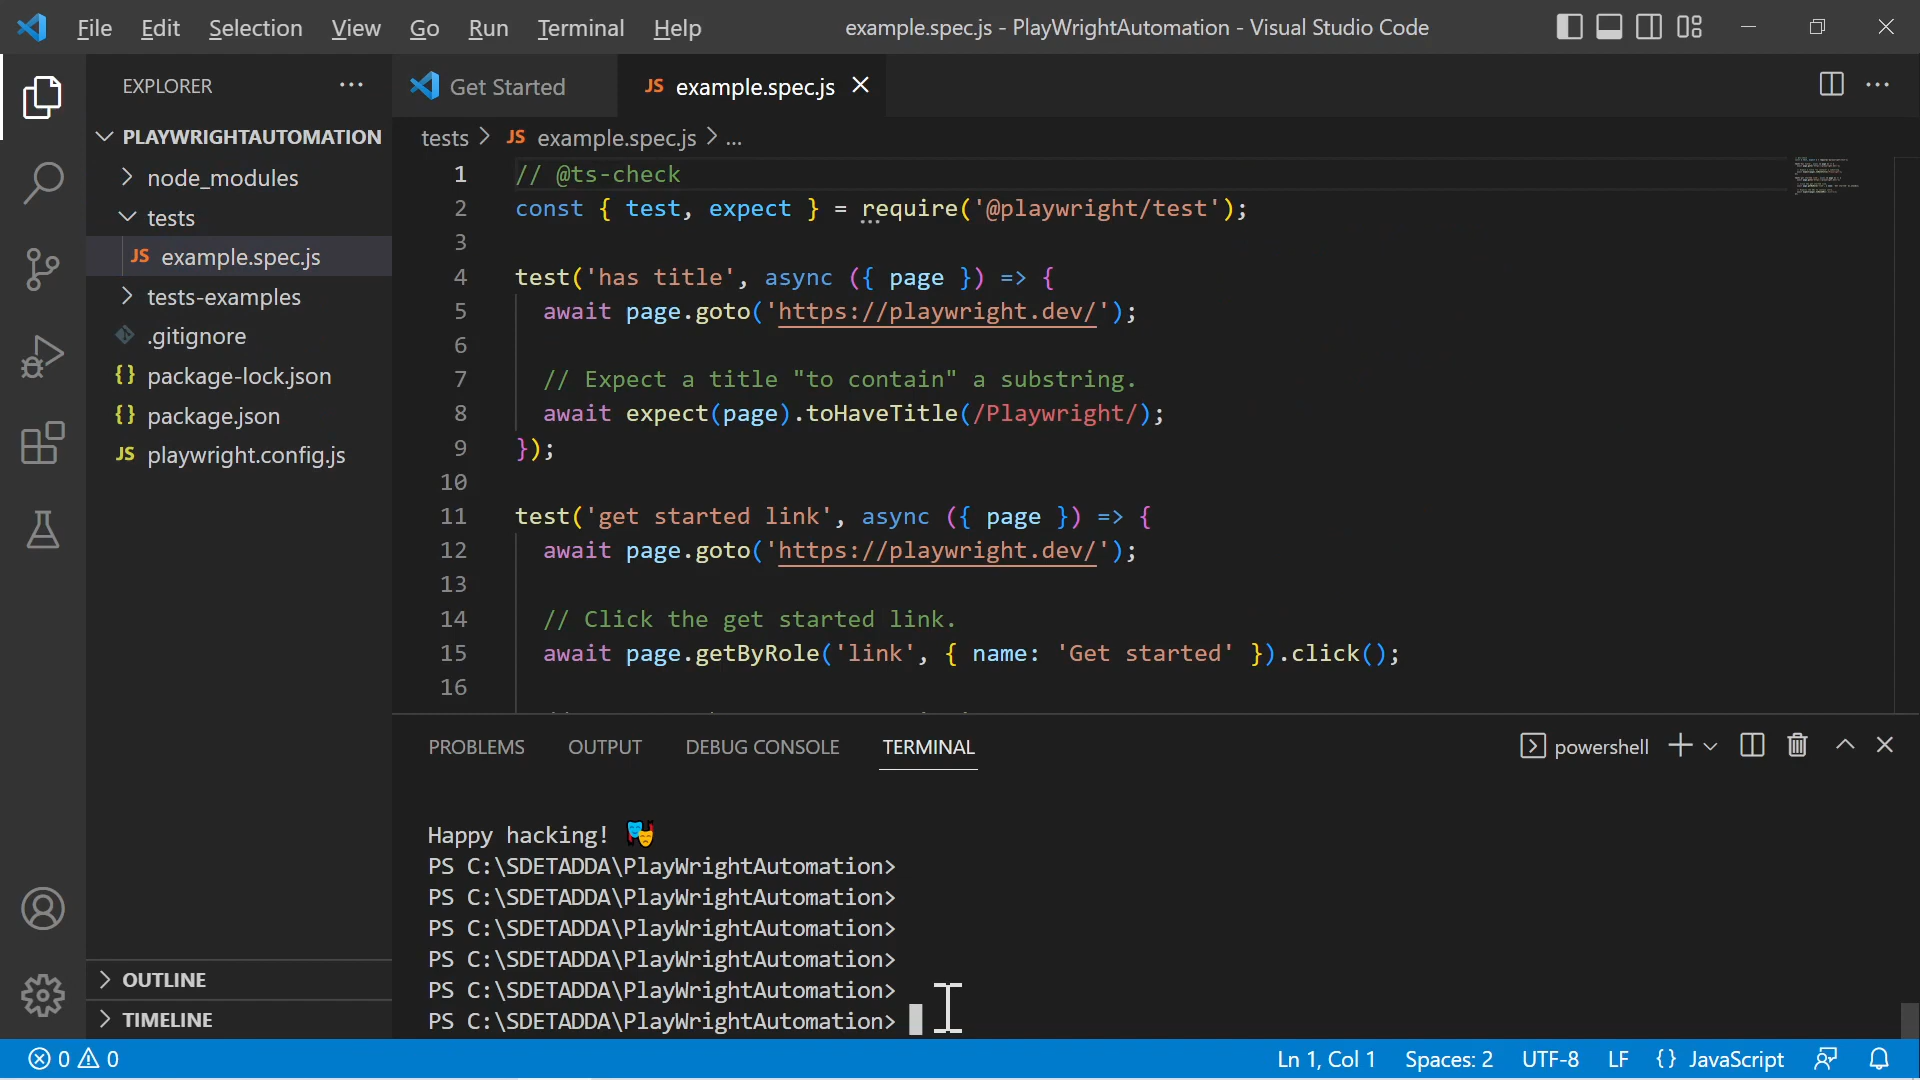 File Edit Selection View Go Run Terminal Help example.spec.js - PlayWrightAutomation - Visual Studio Code
EXPLORER ...
Get Started
JS example.spec.js
PLAYWRIGHTAUTOMATION
node_modules
tests
JS example.spec.js
tests-examples
.gitignore
{} package-lock.json
{} package.json
JS playwright.config.js
OUTLINE
TIMELINE
tests > JS example.spec.js > ...
1 // @ts-check
2 const { test, expect } = require('@playwright/test');
3
4 test('has title', async ({ page }) => {
5 await page.goto('https://playwright.dev/');
6
7 // Expect a title "to contain" a substring.
8 await expect(page).toHaveTitle(/Playwright/);
9 });
10
11 test('get started link', async ({ page }) => {
12 await page.goto('https://playwright.dev/');
13
14 // Click the get started link.
15 await page.getByRole('link', { name: 'Get started' }).click();
16
PROBLEMS OUTPUT DEBUG CONSOLE TERMINAL powershell
Happy hacking! 🎭
PS C:\SDETADDA\PlayWrightAutomation>
PS C:\SDETADDA\PlayWrightAutomation>
PS C:\SDETADDA\PlayWrightAutomation>
PS C:\SDETADDA\PlayWrightAutomation>
PS C:\SDETADDA\PlayWrightAutomation>
PS C:\SDETADDA\PlayWrightAutomation>
0 0 Ln 1, Col 1 Spaces: 2 UTF-8 LF {} JavaScript